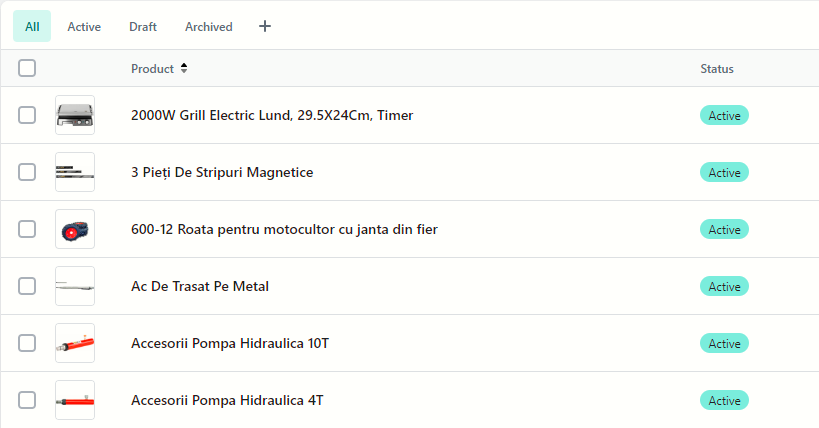 All Active Draft Archived +
Product Status
2000W Grill Electric Lund, 29.5X24Cm, Timer Active
3 Pieți De Stripuri Magnetice Active
600-12 Roata pentru motocultor cu janta din fier Active
Ac De Trasat Pe Metal Active
Accesorii Pompa Hidraulica 10T Active
Accesorii Pompa Hidraulica 4T Active